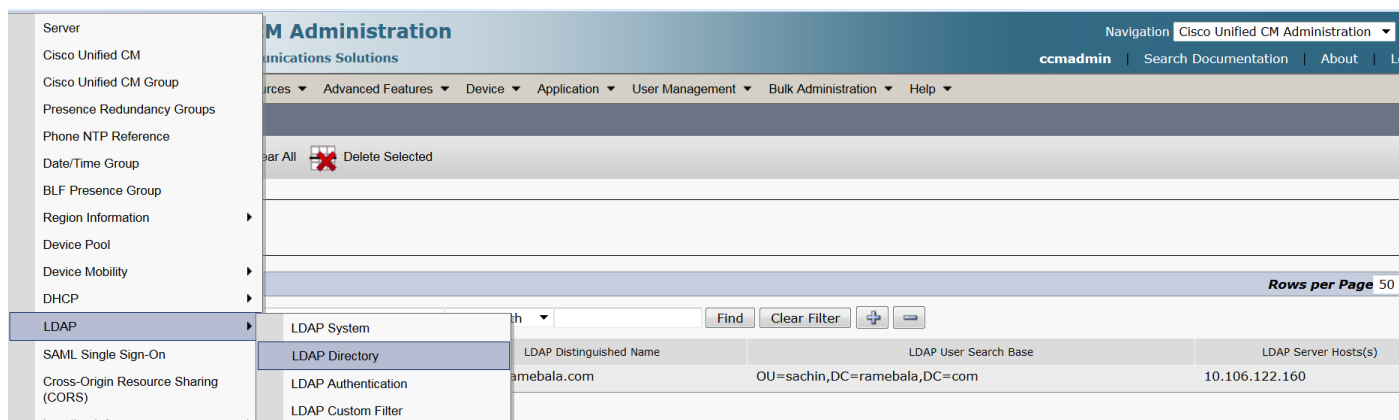 Server
Cisco Unified CM
Cisco Unified CM Group
Presence Redundancy Groups
Phone NTP Reference
Date/Time Group
BLF Presence Group
Region Information
Device Pool
Device Mobility
DHCP
LDAP
SAML Single Sign-On
Cross-Origin Resource Sharing
(CORS)
LDAP System
LDAP Directory
LDAP Authentication
LDAP Custom Filter
M Administration
unications Solutions
Navigation Cisco Unified CM Administration
ccmadmin | Search Documentation | About |
urces Advanced Features Device Application User Management Bulk Administration Help
ear All Delete Selected
Rows per Page 50
th Find Clear Filter
LDAP Distinguished Name LDAP User Search Base LDAP Server Hosts(s)
amebala.com OU=sachin,DC=ramebala,DC=com 10.106.122.160